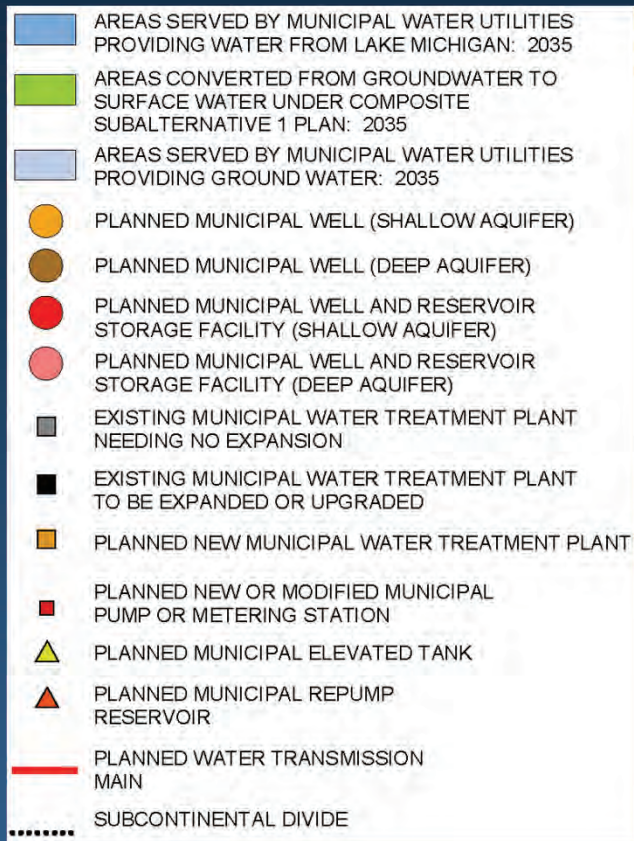 AREAS SERVED BY MUNICIPAL WATER UTILITIES
PROVIDING WATER FROM LAKE MICHIGAN: 2035
AREAS CONVERTED FROM GROUNDWATER TO
SURFACE WATER UNDER COMPOSITE
SUBALTERNATIVE 1 PLAN: 2035
AREAS SERVED BY MUNICIPAL WATER UTILITIES
PROVIDING GROUND WATER: 2035
PLANNED MUNICIPAL WELL (SHALLOW AQUIFER)
PLANNED MUNICIPAL WELL (DEEP AQUIFER)
PLANNED MUNICIPAL WELL AND RESERVOIR
STORAGE FACILITY (SHALLOW AQUIFER)
PLANNED MUNICIPAL WELL AND RESERVOIR
STORAGE FACILITY (DEEP AQUIFER)
EXISTING MUNICIPAL WATER TREATMENT PLANT
NEEDING NO EXPANSION
EXISTING MUNICIPAL WATER TREATMENT PLANT
TO BE EXPANDED OR UPGRADED
PLANNED NEW MUNICIPAL WATER TREATMENT PLANT
PLANNED NEW OR MODIFIED MUNICIPAL
PUMP OR METERING STATION
PLANNED MUNICIPAL ELEVATED TANK
PLANNED MUNICIPAL REPUMP
RESERVOIR
PLANNED WATER TRANSMISSION
MAIN
SUBCONTINENTAL DIVIDE